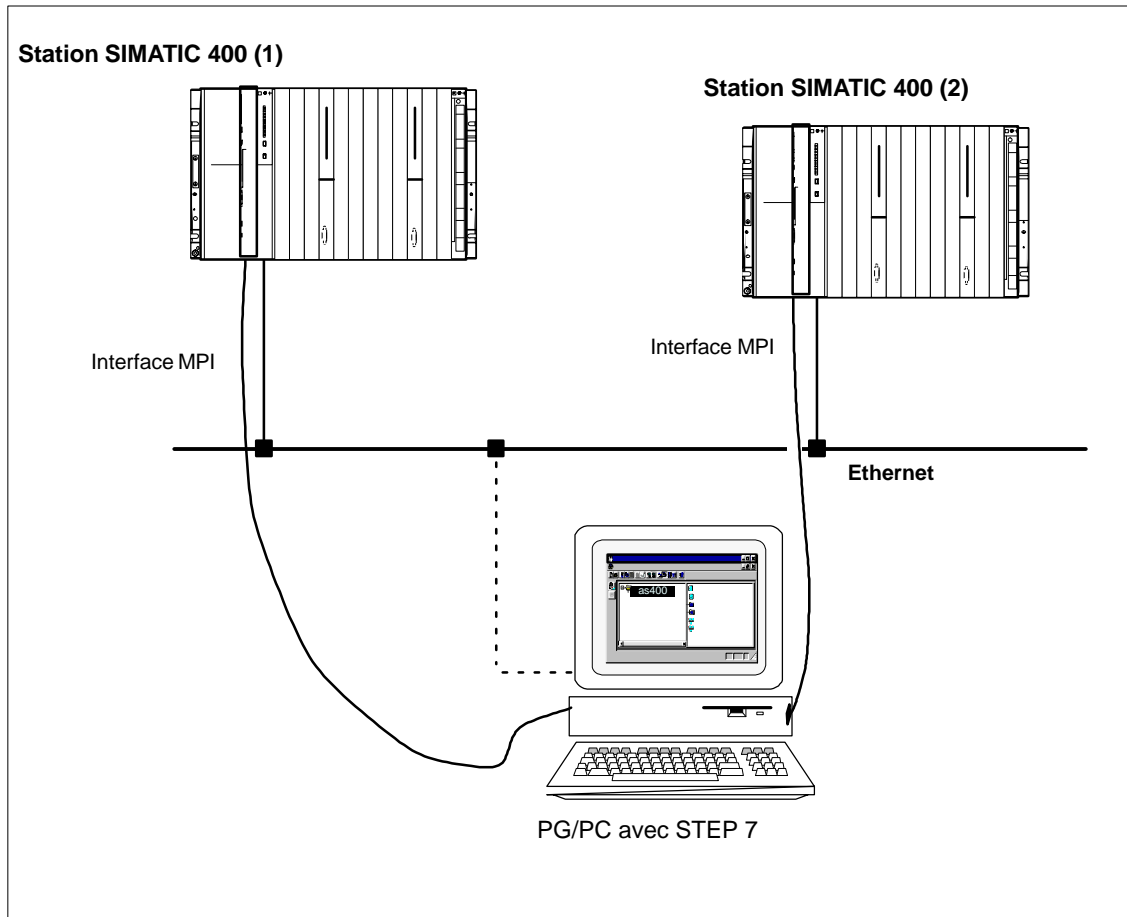 Station SIMATIC 400 (1)
Station SIMATIC 400 (2)
Interface MPI
Interface MPI
Ethernet
as400
PG/PC avec STEP 7